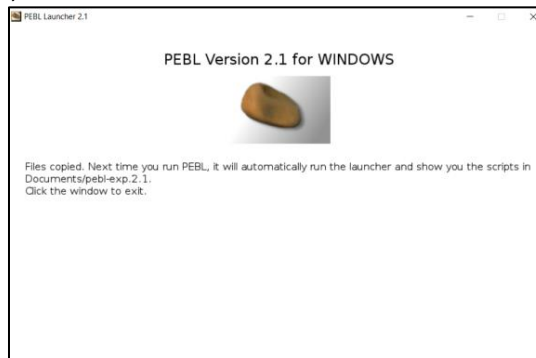 PEBL Launcher 2.1
PEBL Version 2.1 for WINDOWS
Files copied. Next time you run PEBL, it will automatically run the launcher and show you the scripts in
Documents/pebl-exp.2.1.
Click the window to exit.